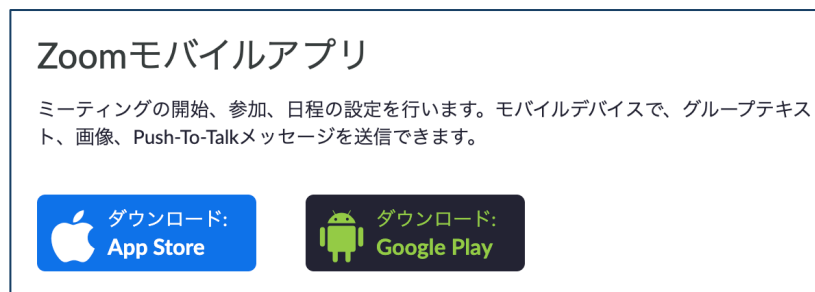 Zoomモバイルアプリ
ミーティングの開始、参加、日程の設定を行います。モバイルデバイスで、グループテキス
ト、画像、Push-To-Talkメッセージを送信できます。
ダウンロード:
App Store
ダウンロード:
Google Play